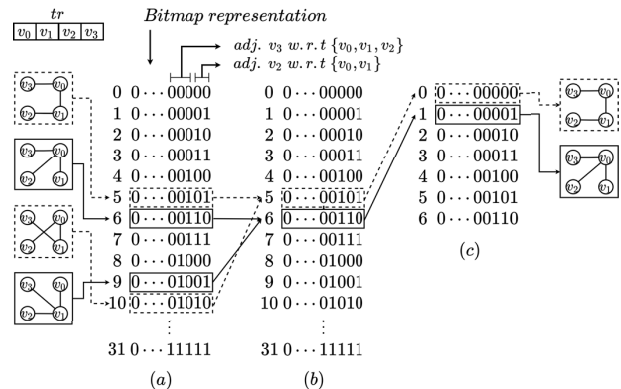 tr
v0 v1 v2 v3
Bitmap representation
adj. v3 w.r.t {v0,v1,v2}
adj. v2 w.r.t {v0,v1}
v3 v0
v2 v1
v3 v0
v2 v1
v3 v0
v2 v1
v3 v0
v2 v1
0 0···00000
1 0···00001
2 0···00010
3 0···00011
4 0···00100
5 0···00101
6 0···00110
7 0···00111
8 0···01000
9 0···01001
10 0···01010
⋮
31 0···11111
(a)
0 0···00000
1 0···00001
2 0···00010
3 0···00011
4 0···00100
5 0···00101
6 0···00110
7 0···00111
8 0···01000
9 0···01001
10 0···01010
⋮
31 0···11111
(b)
0 0···00000
1 0···00001
2 0···00010
3 0···00011
4 0···00100
5 0···00101
6 0···00110
(c)
v3 v0
v2 v1
v3 v0
v2 v1